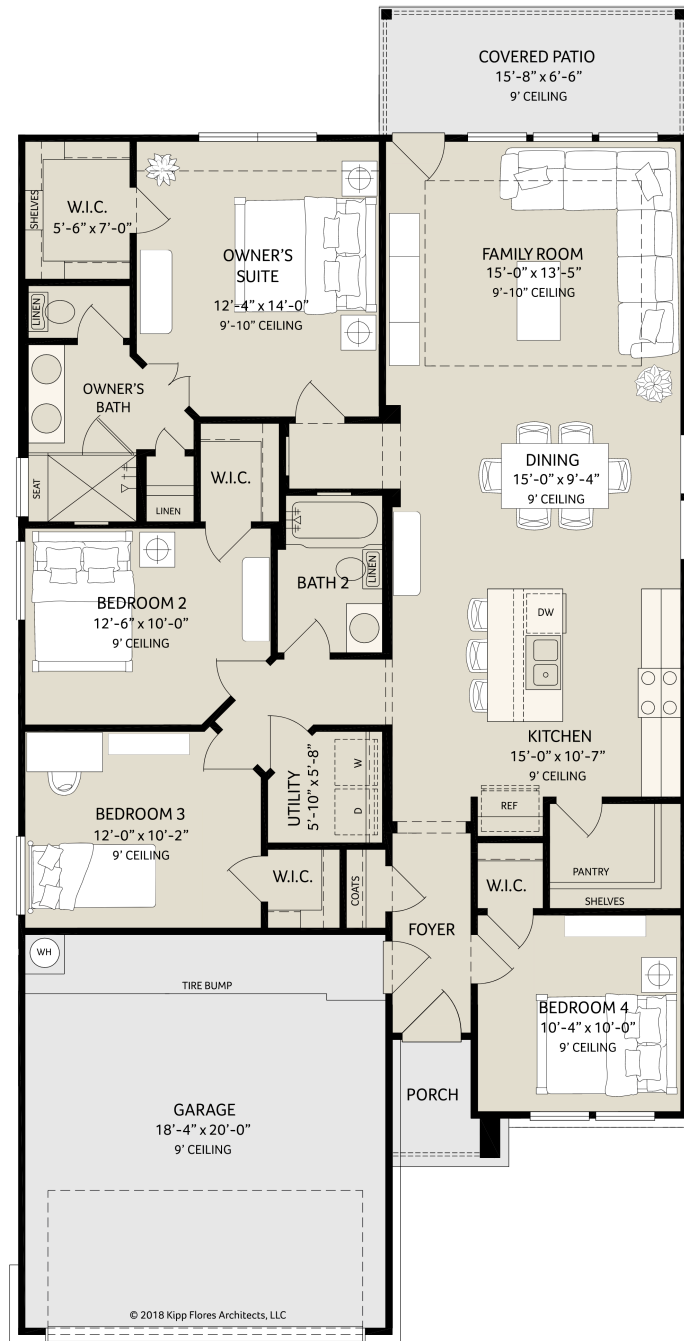 COVERED PATIO
15'-8" x 6'-6"
9' CEILING
SHELVES
W.I.C.
5'-6" x 7'-0"
OWNER'S
SUITE
12'-4" x 14'-0"
9'-10" CEILING
FAMILY ROOM
15'-0" x 13'-5"
9'-10" CEILING
LINEN
OWNER'S
BATH
SEAT
LINEN
W.I.C.
DINING
15'-0" x 9'-4"
9' CEILING
BATH 2
LINEN
BEDROOM 2
12'-6" x 10'-0"
9' CEILING
DW
KITCHEN
15'-0" x 10'-7"
9' CEILING
UTILITY
5'-10" x 5'-8"
W
D
REF
BEDROOM 3
12'-0" x 10'-2"
9' CEILING
W.I.C.
COATS
W.I.C.
PANTRY
SHELVES
FOYER
WH
TIRE BUMP
BEDROOM 4
10'-4" x 10'-0"
9' CEILING
PORCH
GARAGE
18'-4" x 20'-0"
9' CEILING
© 2018 Kipp Flores Architects, LLC